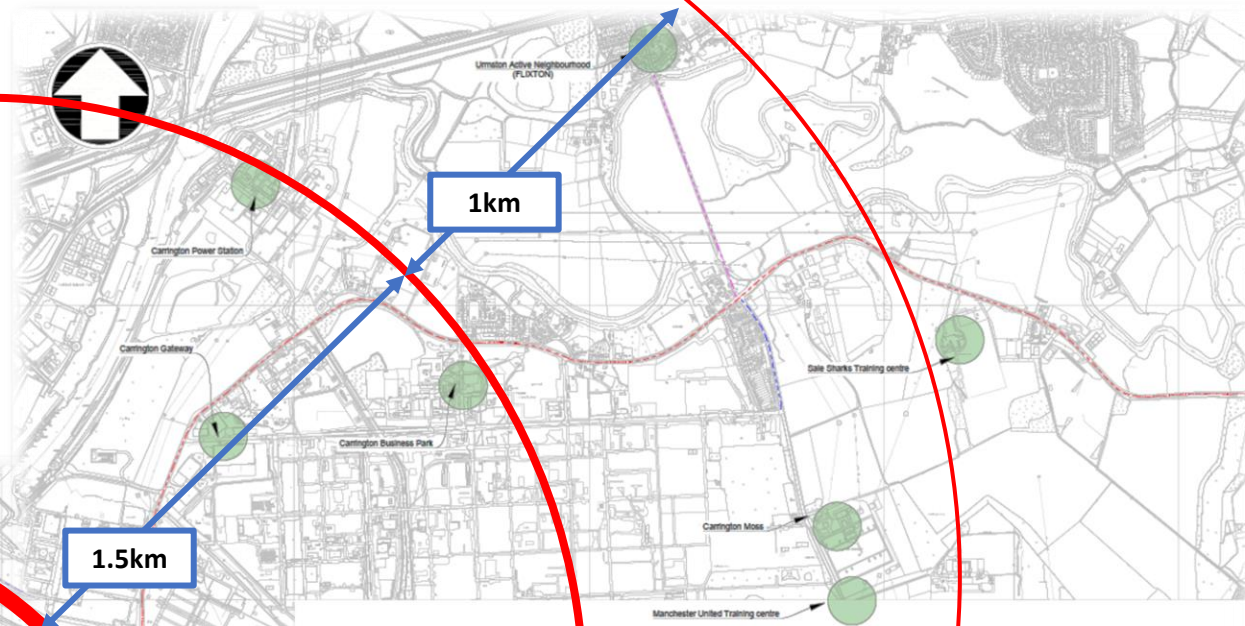 Urmston Active Neighbourhood
(FLIXTON)
1km
Carrington Power Station
Carrington Gateway
Sale Sharks Training centre
Carrington Business Park
Carrington Moss
1.5km
Manchester United Training centre